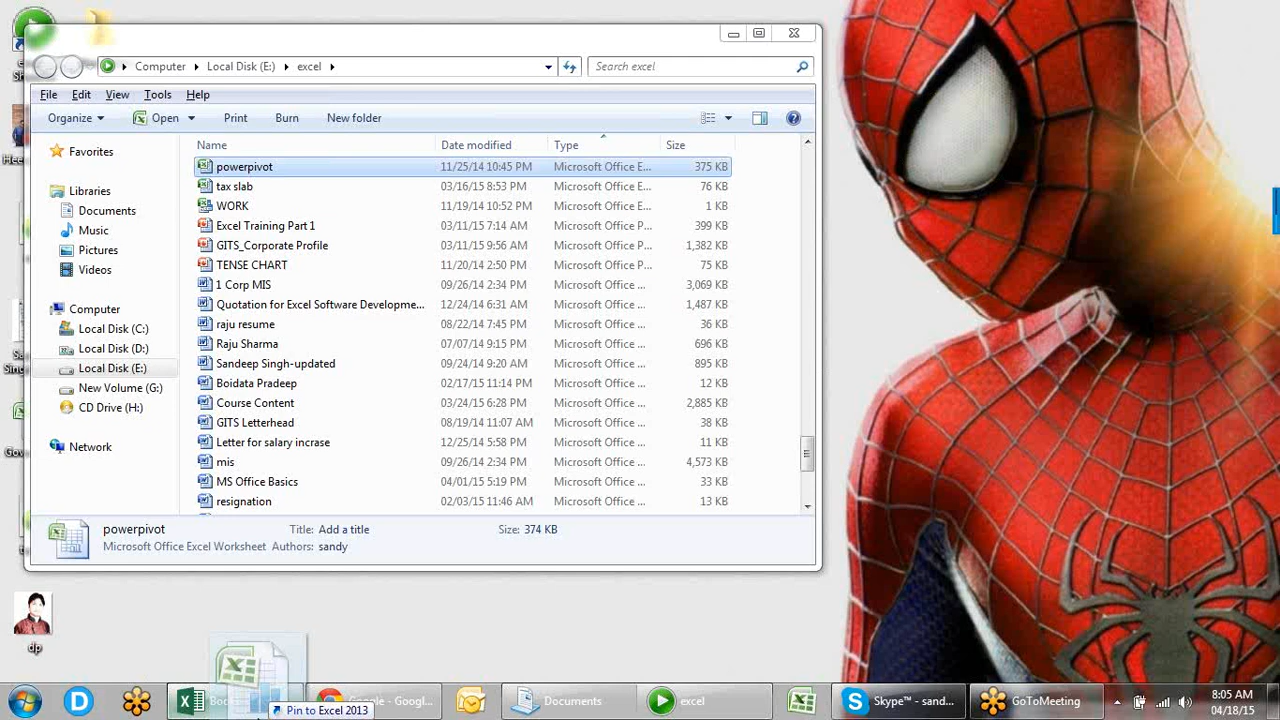 Computer Local Disk (E:) excel
Search excel
File Edit View Tools Help
Organize Open Print Burn New folder
Name Date modified Type Size
Favorites
Libraries
Documents
Music
Pictures
Videos
Computer
Local Disk (C:)
Local Disk (D:)
Local Disk (E:)
New Volume (G:)
CD Drive (H:)
Network
powerpivot 11/25/14 10:45 PM Microsoft Office E... 375 KB
tax slab 03/16/15 8:53 PM Microsoft Office E... 76 KB
WORK 11/19/14 10:52 PM Microsoft Office E... 1 KB
Excel Training Part 1 03/11/15 7:14 AM Microsoft Office P... 399 KB
GITS_Corporate Profile 03/11/15 9:56 AM Microsoft Office P... 1,382 KB
TENSE CHART 11/20/14 2:50 PM Microsoft Office P... 75 KB
1 Corp MIS 09/26/14 2:34 PM Microsoft Office ... 3,069 KB
Quotation for Excel Software Developme... 12/24/14 6:31 AM Microsoft Office ... 1,487 KB
raju resume 08/22/14 7:45 PM Microsoft Office ... 36 KB
Raju Sharma 07/07/14 9:15 PM Microsoft Office ... 696 KB
Sandeep Singh-updated 09/24/14 9:20 AM Microsoft Office ... 895 KB
Boidata Pradeep 02/17/15 11:14 PM Microsoft Office ... 12 KB
Course Content 03/24/15 6:28 PM Microsoft Office ... 2,885 KB
GITS Letterhead 08/19/14 11:07 AM Microsoft Office ... 38 KB
Letter for salary incrase 12/25/14 5:58 PM Microsoft Office ... 11 KB
mis 09/26/14 2:34 PM Microsoft Office ... 4,573 KB
MS Office Basics 04/01/15 5:19 PM Microsoft Office ... 33 KB
resignation 02/03/15 11:46 AM Microsoft Office ... 13 KB
powerpivot Title: Add a title Size: 374 KB
Microsoft Office Excel Worksheet Authors: sandy
dp
Pin to Excel 2013
Google - Googl...
Documents
excel
Skype™ - sand...
GoToMeeting
8:05 AM
04/18/15